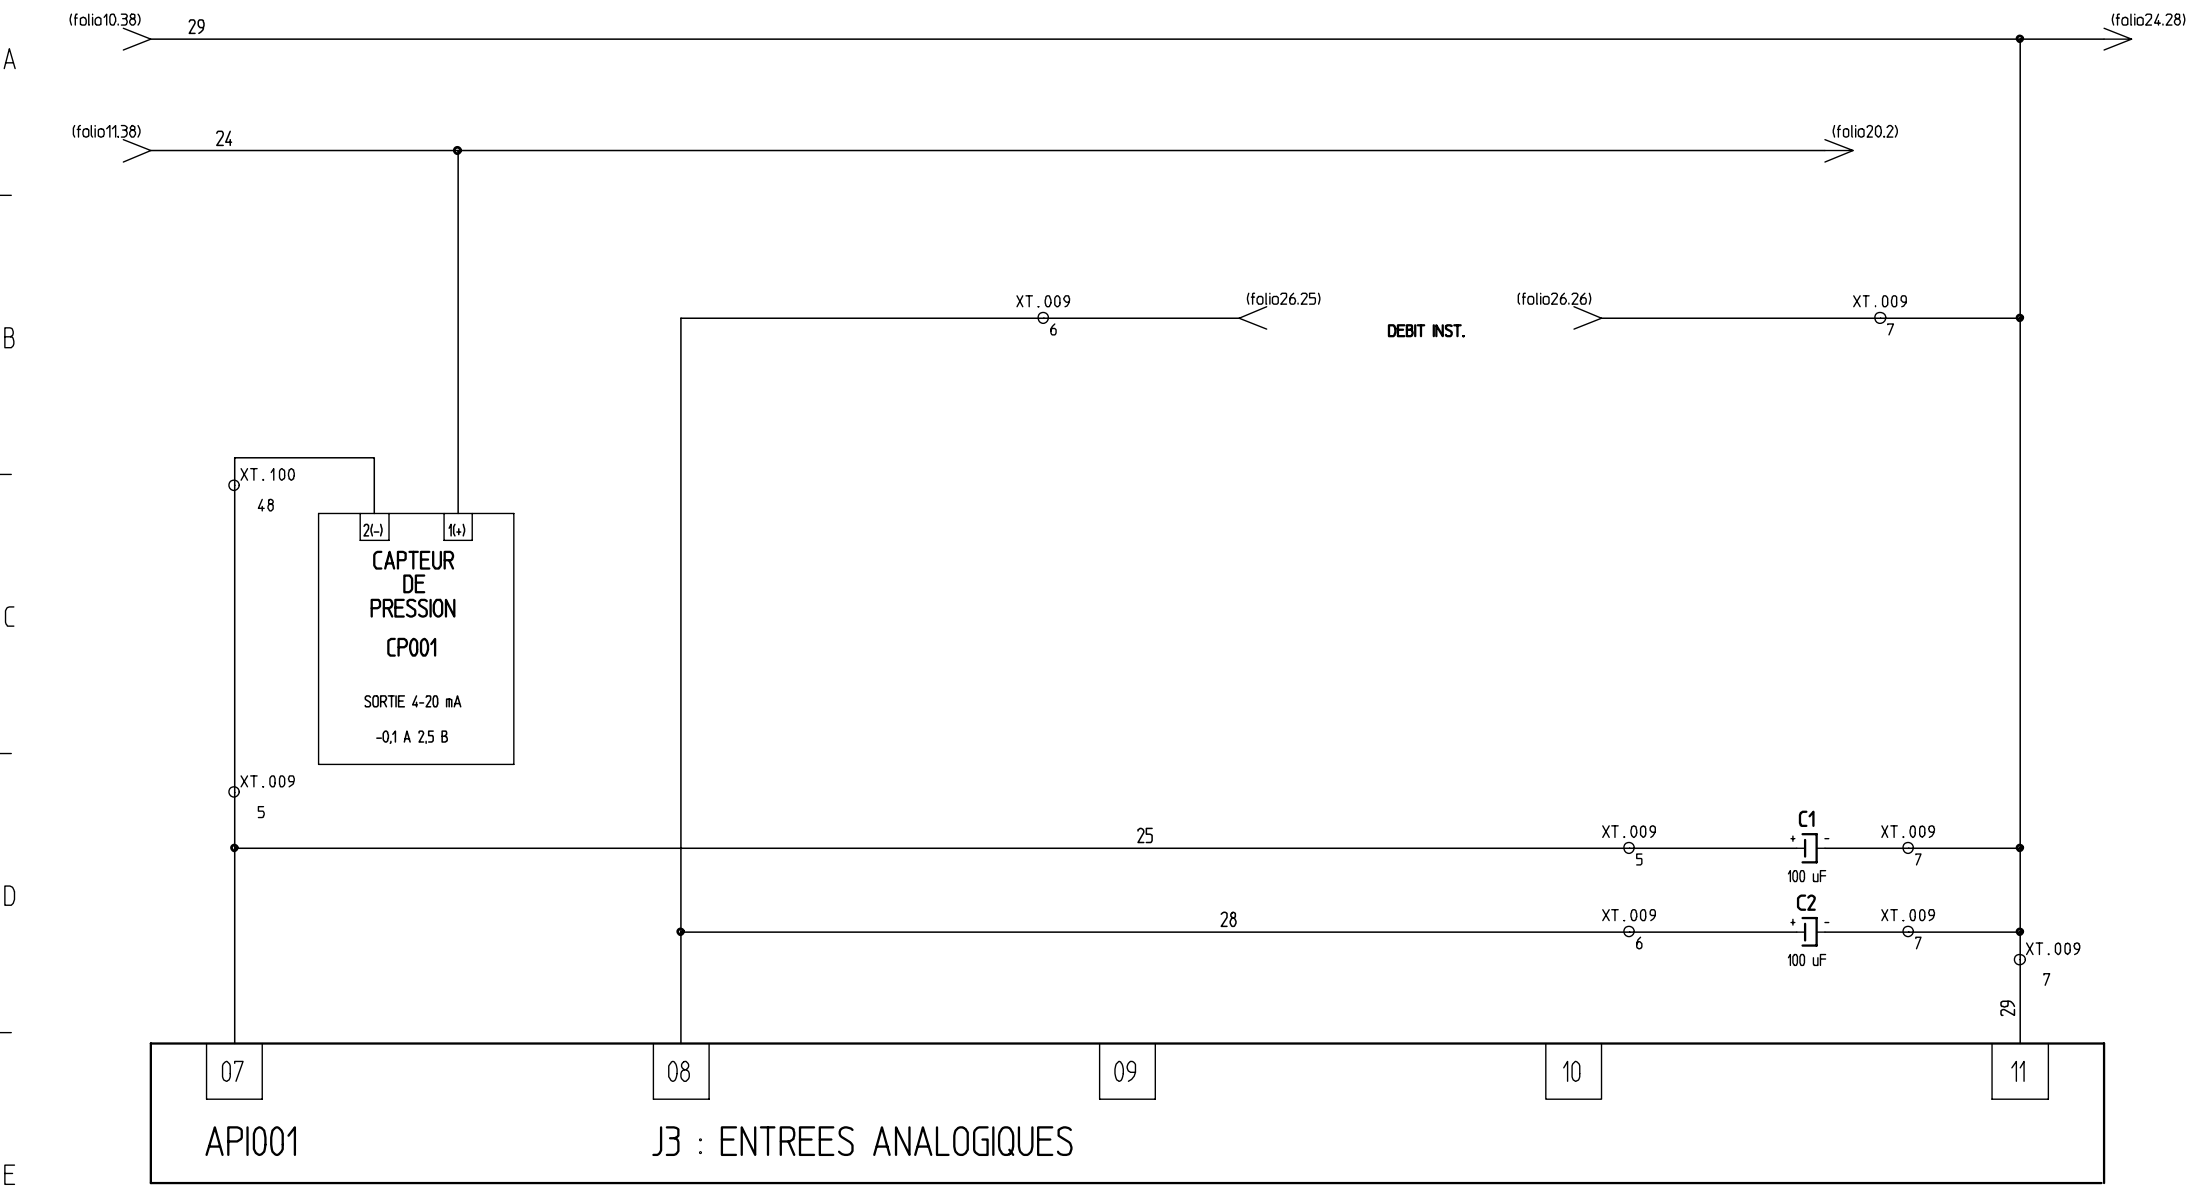 (folio10.38)
29
(folio24.28)
A
(folio11.38)
24
(folio20.2)
XT.009
6
(folio26.25)
DEBIT INST.
(folio26.26)
XT.009
7
B
XT.100
48
2(-)
1(+)
CAPTEUR
DE
PRESSION
CP001
SORTIE 4-20 mA
-0,1 A 2,5 B
C
XT.009
5
25
XT.009
5
C1
+ -
100 uF
XT.009
7
D
28
XT.009
6
C2
+ -
100 uF
XT.009
7
XT.009
7
29
07
08
09
10
11
API001
J3 : ENTREES ANALOGIQUES
E